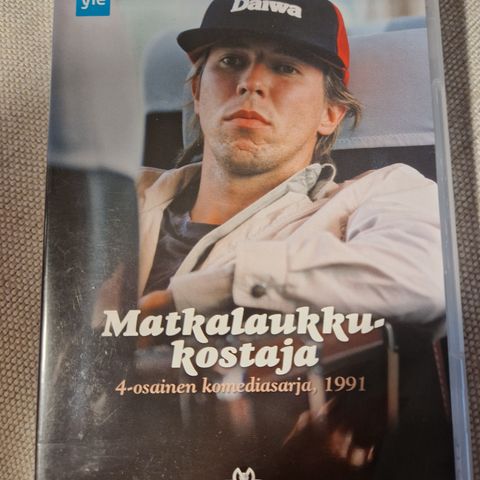 yle
Daiwa
Matkalaukku-
kostaja
4-osainen komediasarja, 1991